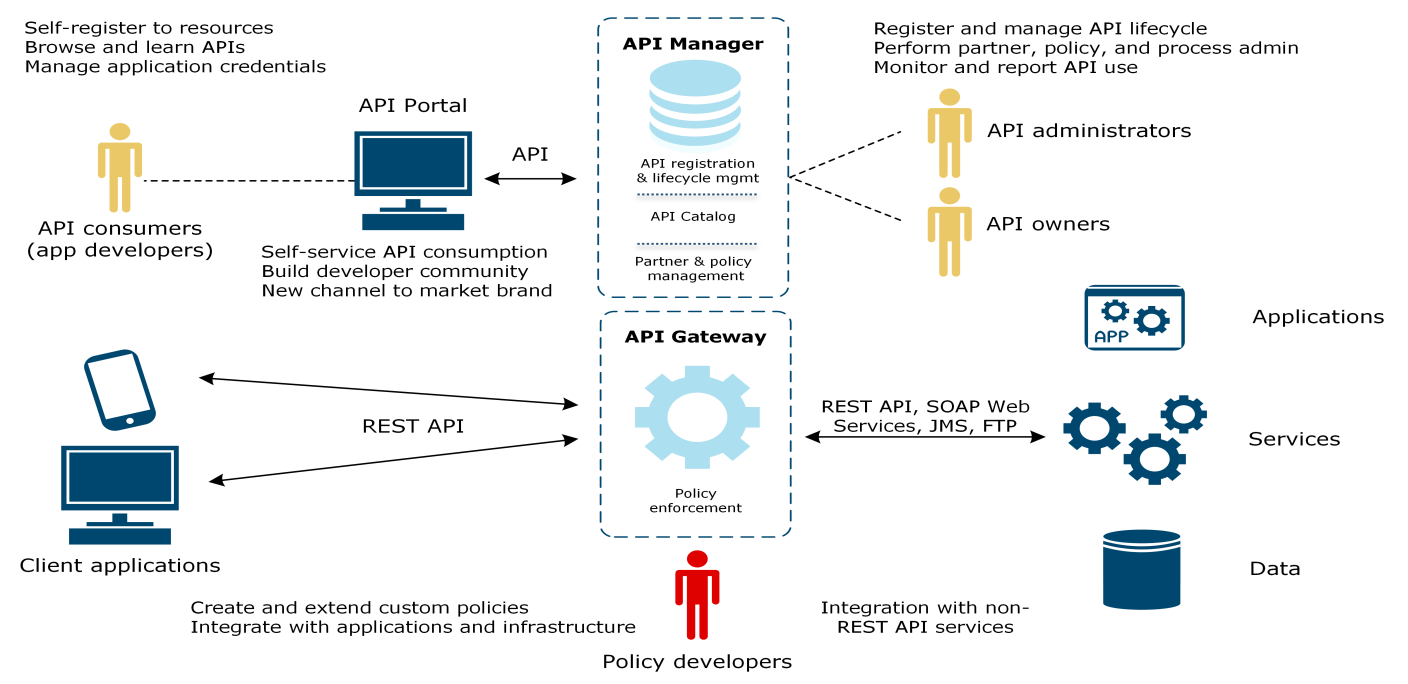 Self-register to resources
Browse and learn APIs
Manage application credentials
API Portal
API consumers
(app developers)
Self-service API consumption
Build developer community
New channel to market brand
API
API Manager
API registration
& lifecycle mgmt
API Catalog
Partner & policy
management
Register and manage API lifecycle
Perform partner, policy, and process admin
Monitor and report API use
API administrators
API owners
Client applications
REST API
API Gateway
Policy
enforcement
REST API, SOAP Web
Services, JMS, FTP
APP
Applications
Services
Data
Create and extend custom policies
Integrate with applications and infrastructure
Policy developers
Integration with non-
REST API services